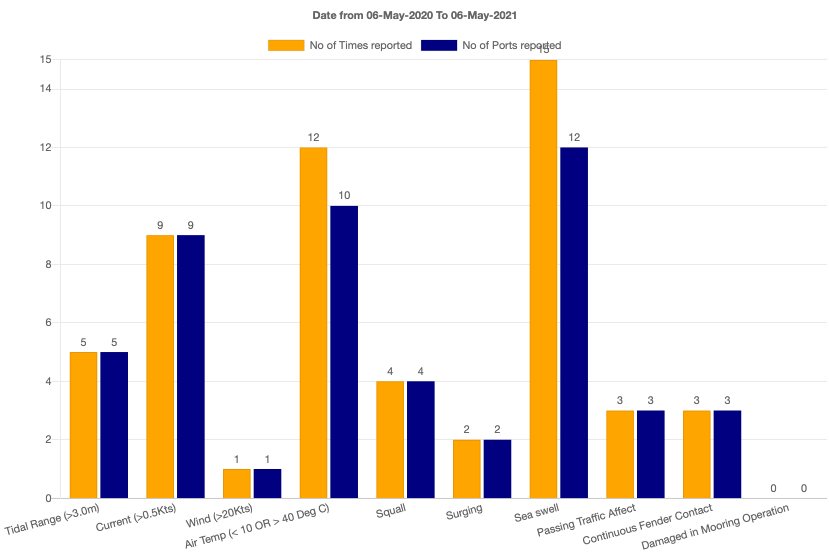 Date from 06-May-2020 To 06-May-2021
No of Times reported No of Ports reported
15
14
12
10
8
6
4
2
0
5 5
9 9
1 1
12 10
4 4
2 2
15 12
3 3
3 3
0 0
Tidal Range (>3.0m)
Current (>0.5Kts)
Wind (>20Kts)
Air Temp (< 10 OR > 40 Deg C)
Squall
Surging
Sea swell
Passing Traffic Affect
Continuous Fender Contact
Damaged in Mooring Operation